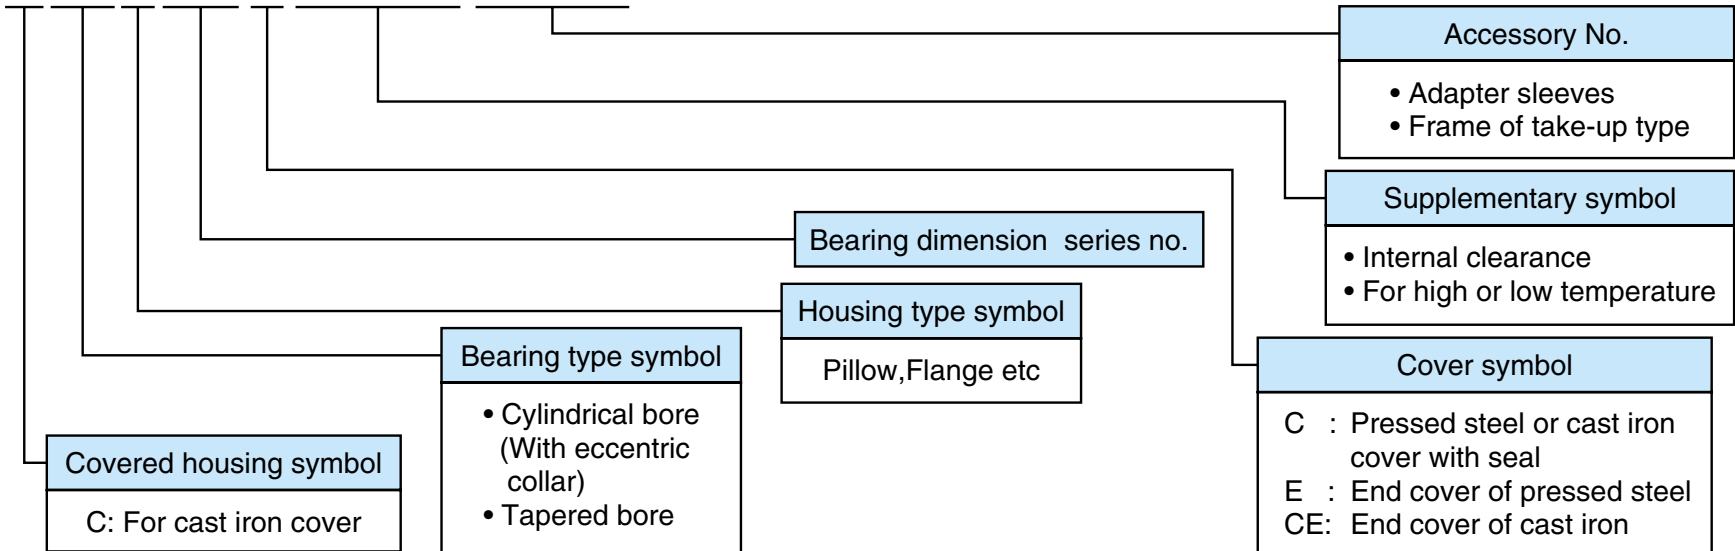 Accessory No.
• Adapter sleeves
• Frame of take-up type
Supplementary symbol
• Internal clearance
• For high or low temperature
Bearing dimension series no.
Housing type symbol
Pillow,Flange etc
Bearing type symbol
• Cylindrical bore
(With eccentric
collar)
• Tapered bore
Cover symbol
C : Pressed steel or cast iron
cover with seal
E : End cover of pressed steel
CE: End cover of cast iron
Covered housing symbol
C: For cast iron cover